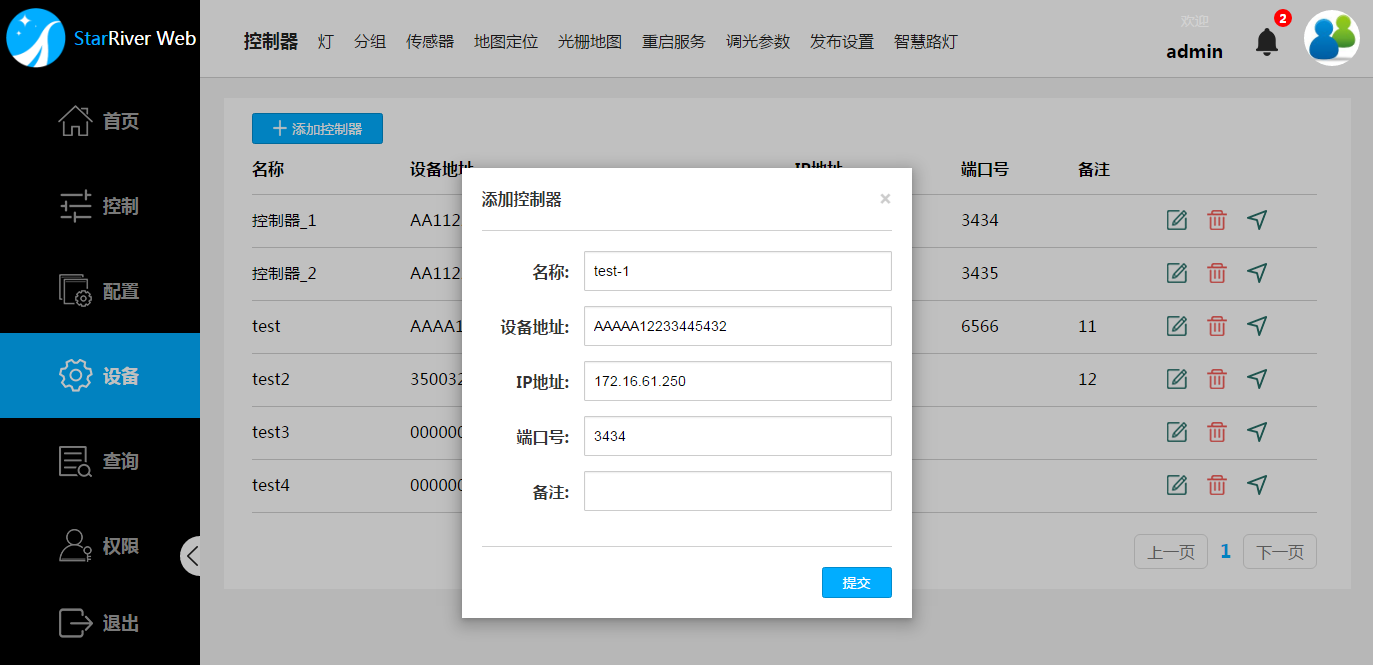 StarRiver Web
控制器 灯 分组 传感器 地图定位 光栅地图 重启服务 调光参数 发布设置 智慧路灯
欢迎
admin
2
首页
控制
配置
设备
查询
权限
退出
添加控制器
名称 设备地址 IP地址 端口号 备注
控制器_1 AA112 3434
控制器_2 AA112 3435
test AAAA1 6566 11
test2 350032 12
test3 000000
test4 000000
上一页 1 下一页
添加控制器 ×
名称: test-1
设备地址: AAAAA12233445432
IP地址: 172.16.61.250
端口号: 3434
备注:
提交